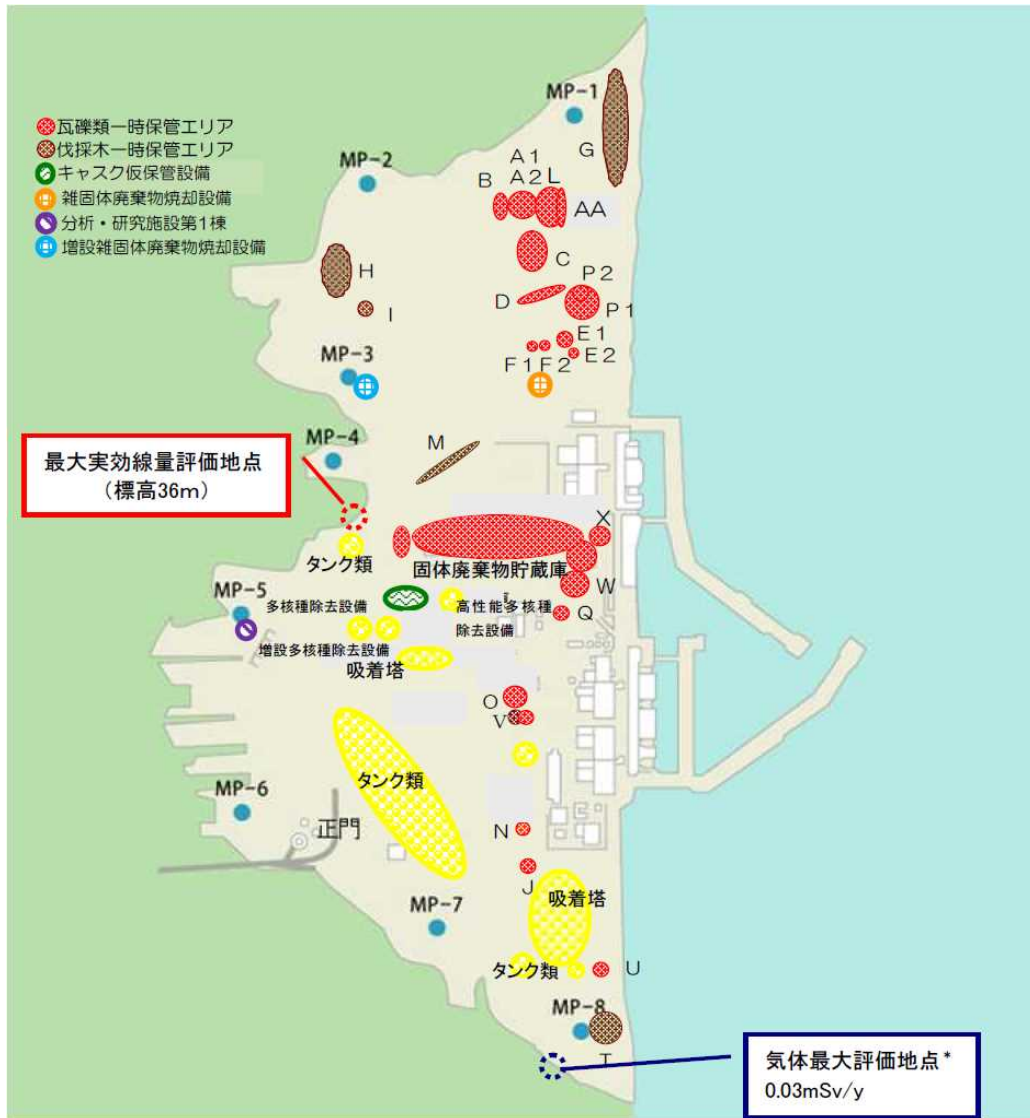 MP-1
瓦礫類一時保管エリア
伐採木一時保管エリア
キャスク仮保管設備
雑固体廃棄物焼却設備
分析・研究施設第1棟
増設雑固体廃棄物焼却設備
G
MP-2
A1
A2 L
B
AA
C
H
P2
D
P1
I
E1
E2
F1 F2
MP-3
MP-4
M
最大実効線量評価地点
（標高36m）
X
タンク類
固体廃棄物貯蔵庫
W
MP-5
多核種除去設備
高性能多核種
除去設備
Q
増設多核種除去設備
吸着塔
O
V
タンク類
MP-6
正門
N
J
吸着塔
MP-7
タンク類
U
MP-8
T
気体最大評価地点*
0.03mSv/y